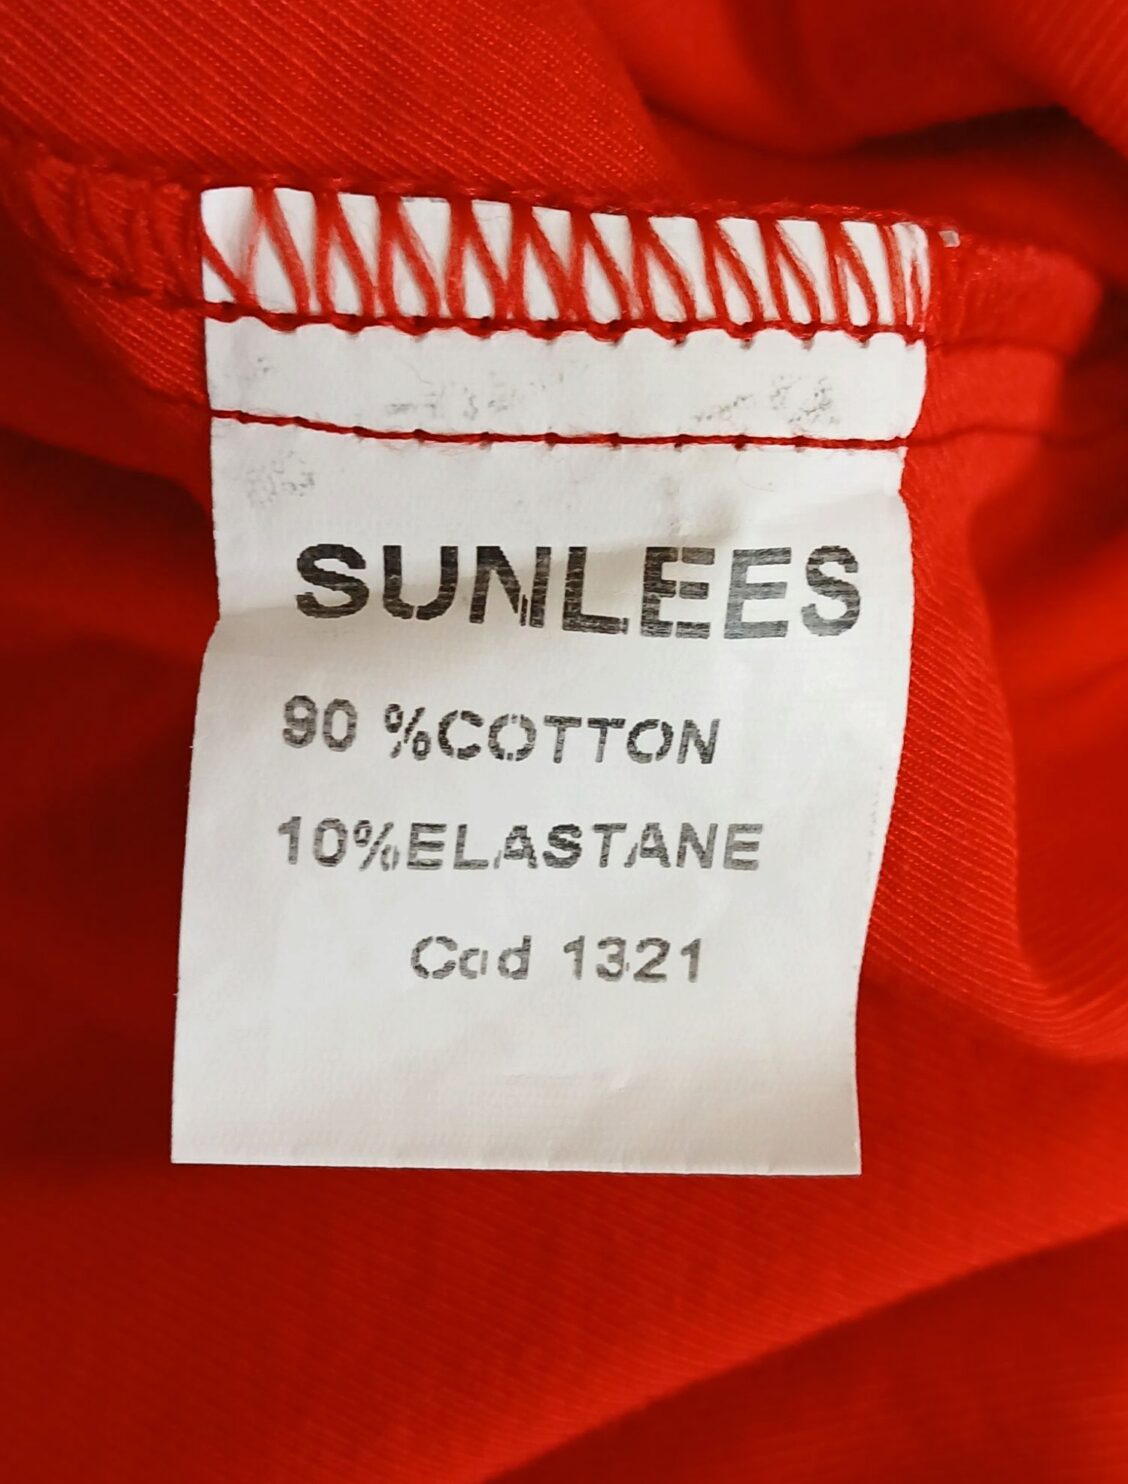 SUNLEES
90 %COTTON
10%ELASTANE
Cod 1321